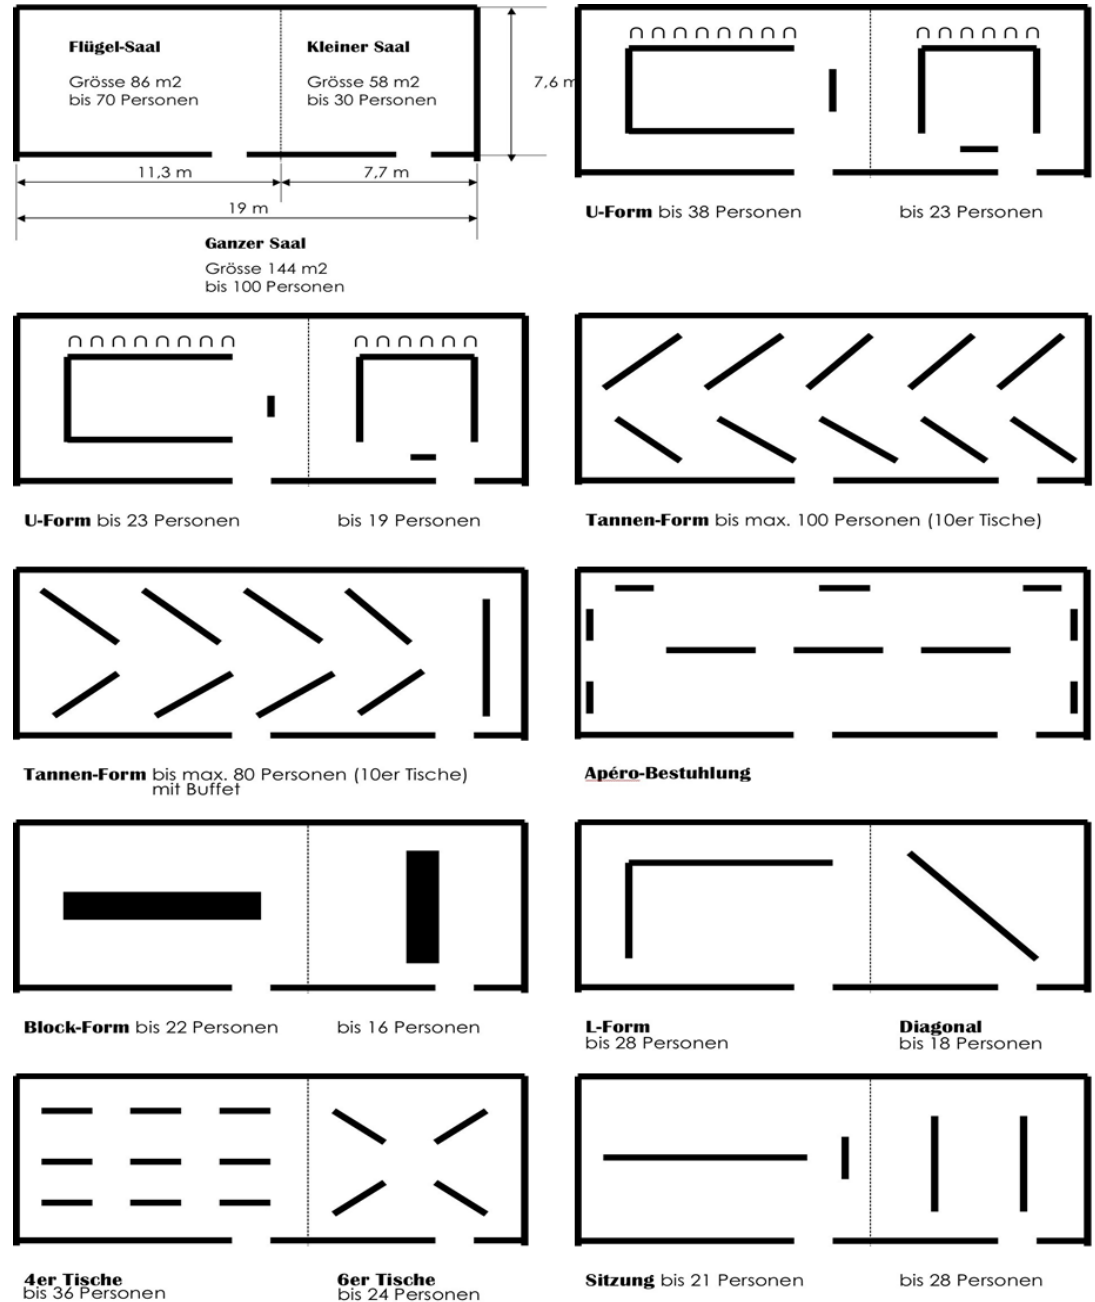 Flügel-Saal
Grösse 86 m2
bis 70 Personen
Kleiner Saal
Grösse 58 m2
bis 30 Personen
7,6 m
11,3 m
7,7 m
19 m
Ganzer Saal
Grösse 144 m2
bis 100 Personen
U-Form bis 38 Personen
bis 23 Personen
U-Form bis 23 Personen
bis 19 Personen
Tannen-Form bis max. 100 Personen (10er Tische)
Tannen-Form bis max. 80 Personen (10er Tische)
mit Buffet
Apéro-Bestuhlung
Block-Form bis 22 Personen
bis 16 Personen
L-Form
bis 28 Personen
Diagonal
bis 18 Personen
4er Tische
bis 36 Personen
6er Tische
bis 24 Personen
Sitzung bis 21 Personen
bis 28 Personen